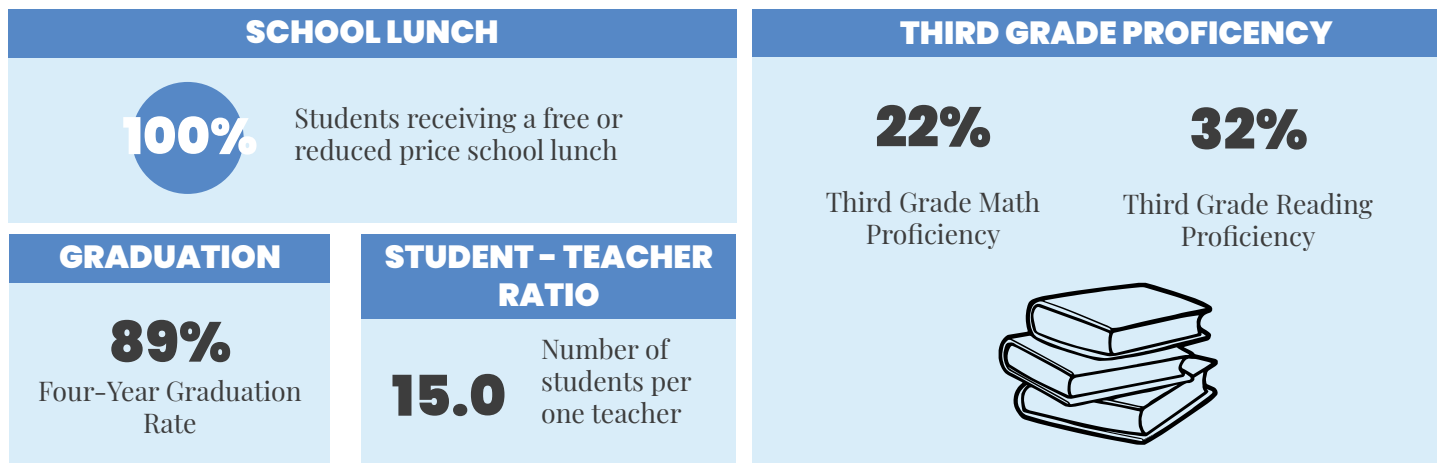 SCHOOL LUNCH
100%
Students receiving a free or
reduced price school lunch
GRADUATION
89%
Four-Year Graduation
Rate
STUDENT - TEACHER
RATIO
15.0
Number of
students per
one teacher
THIRD GRADE PROFICENCY
22%
Third Grade Math
Proficiency
32%
Third Grade Reading
Proficiency